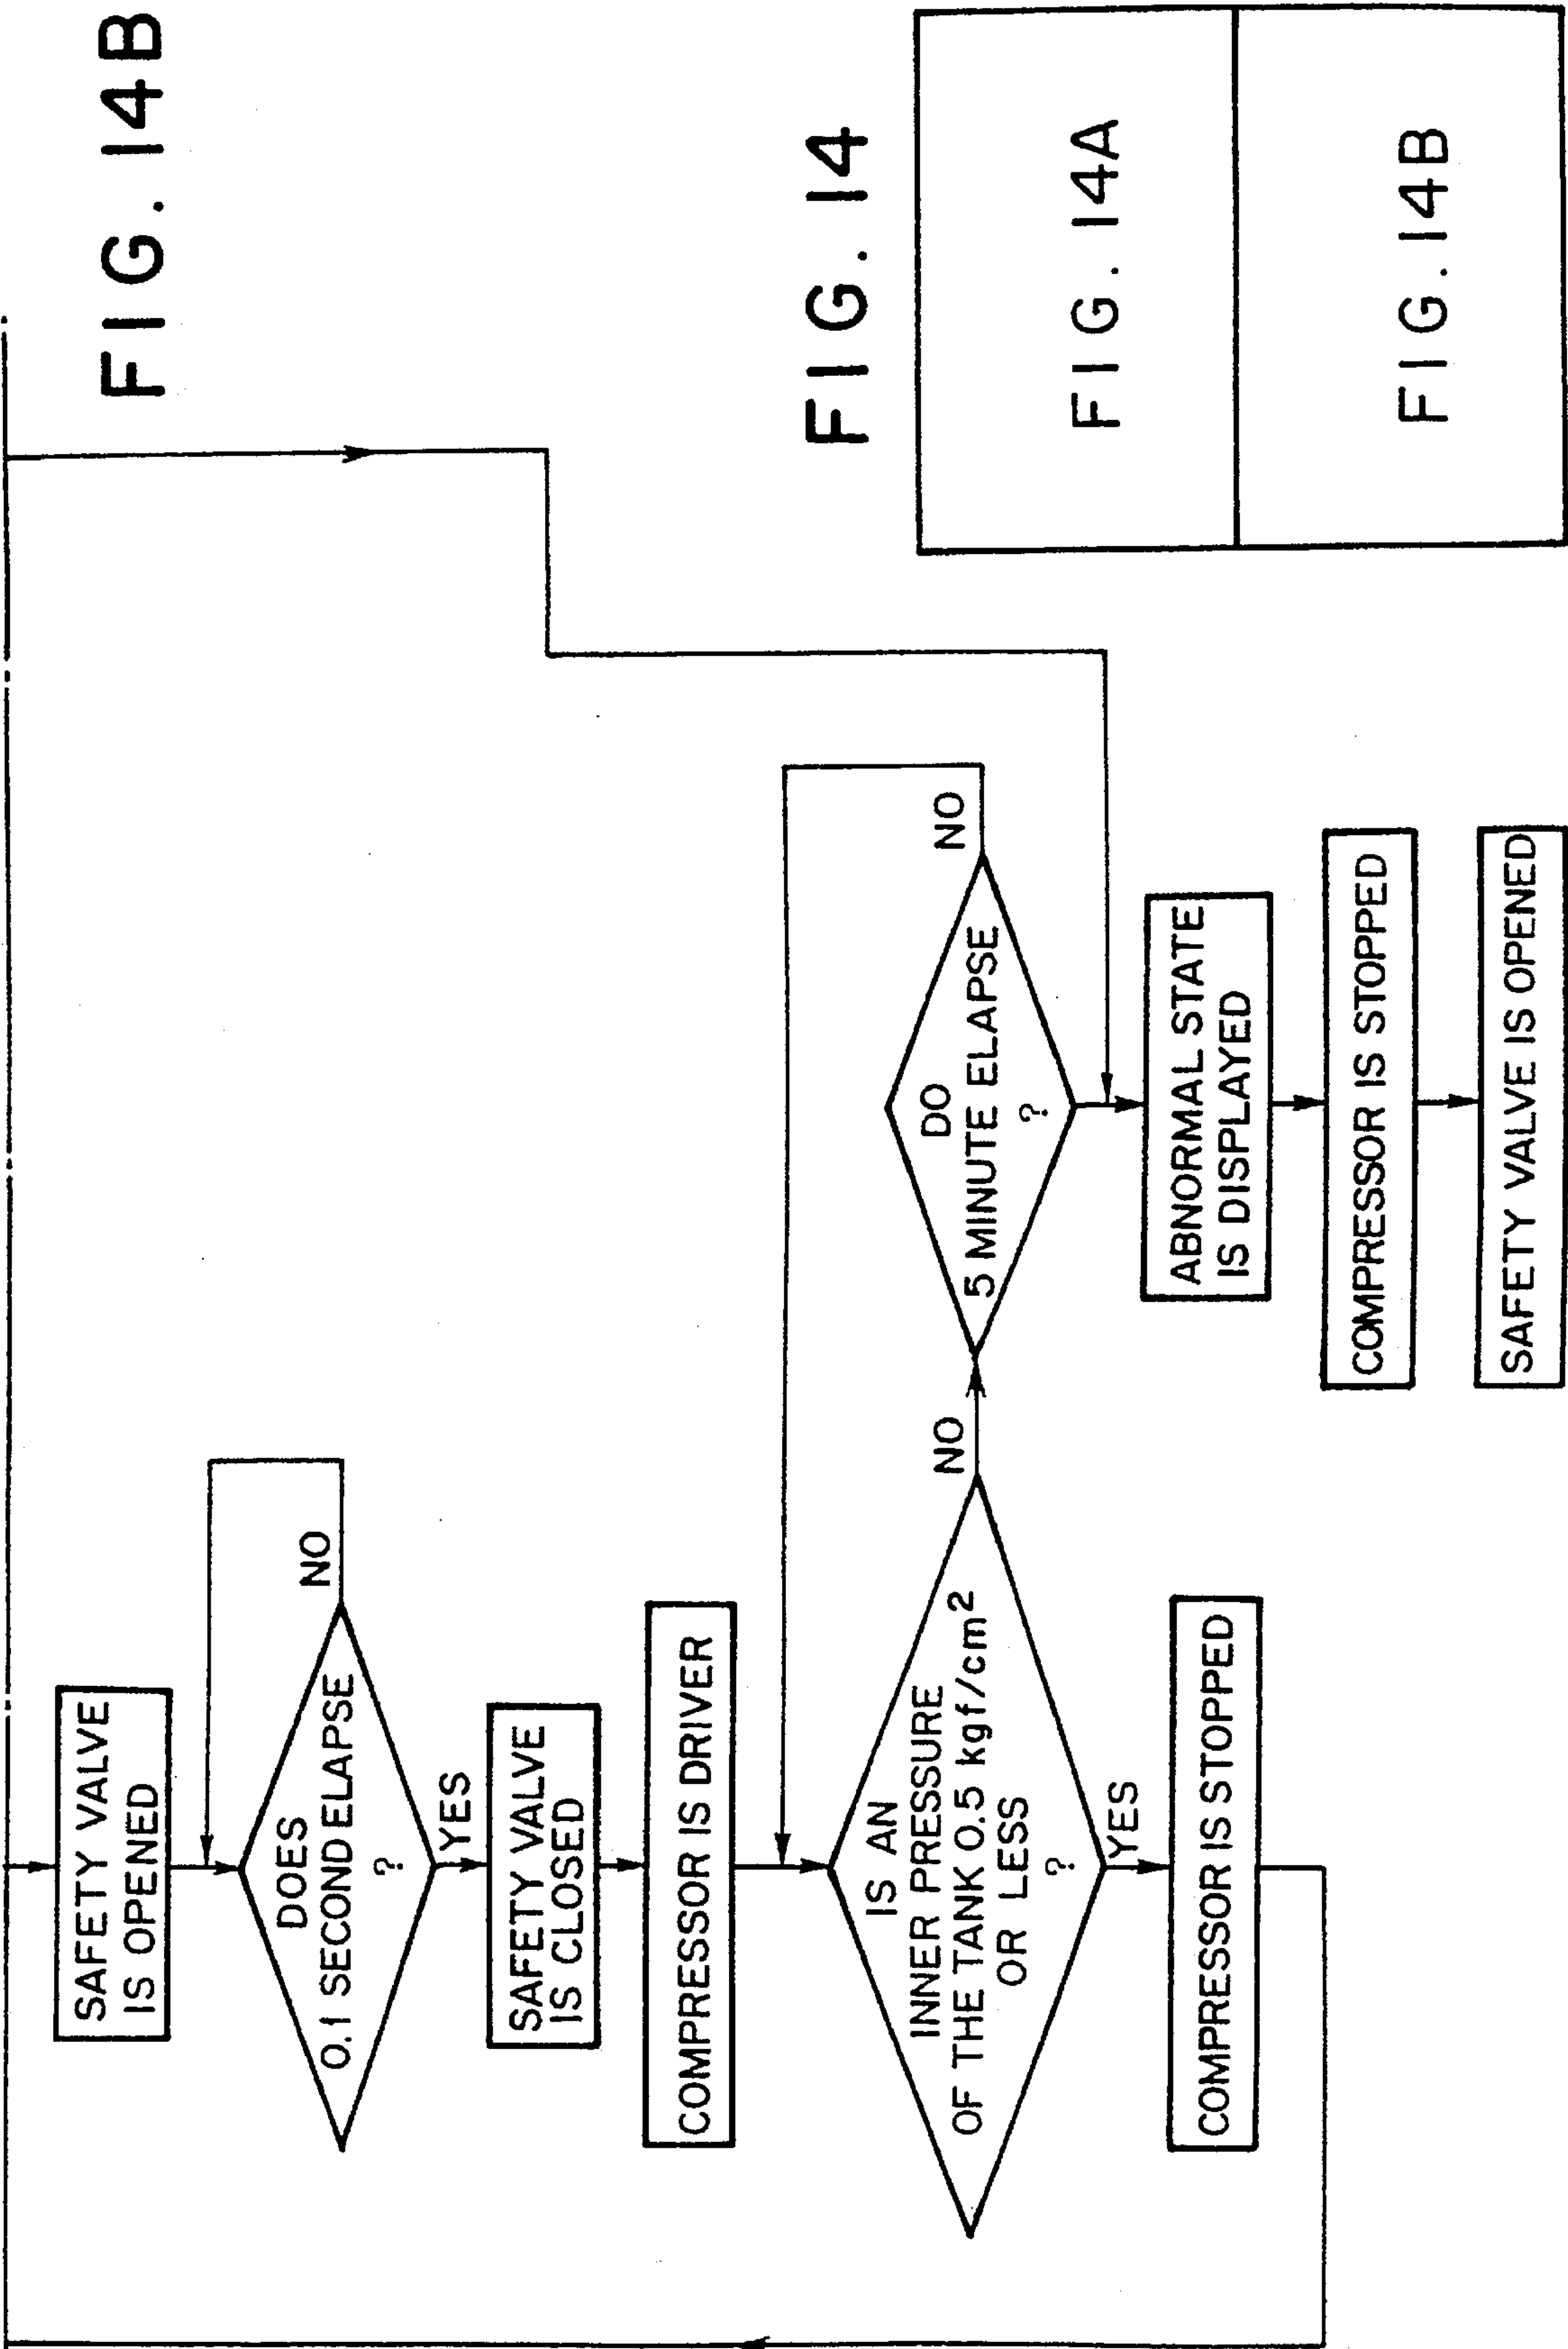 FIG. 14B
SAFETY VALVE
IS OPENED
DOES
0.1 SECOND ELAPSE
?
NO
YES
SAFETY VALVE
IS CLOSED
COMPRESSOR IS DRIVER
IS AN
INNER PRESSURE
OF THE TANK 0.5 kgf/cm²
OR LESS
?
NO
YES
COMPRESSOR IS STOPPED
DO
5 MINUTE ELAPSE
?
NO
ABNORMAL STATE
IS DISPLAYED
COMPRESSOR IS STOPPED
SAFETY VALVE IS OPENED
FIG. 14
FIG. 14A
FIG. 14B